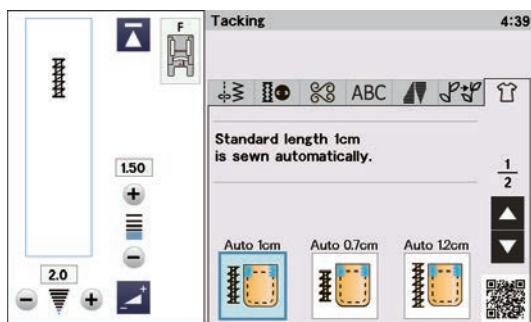 F
Tacking
4:39
ABC
Standard length 1cm
is sewn automatically.
1
2
1.50
2.0
Auto 1cm
Auto 0.7cm
Auto 1.2cm